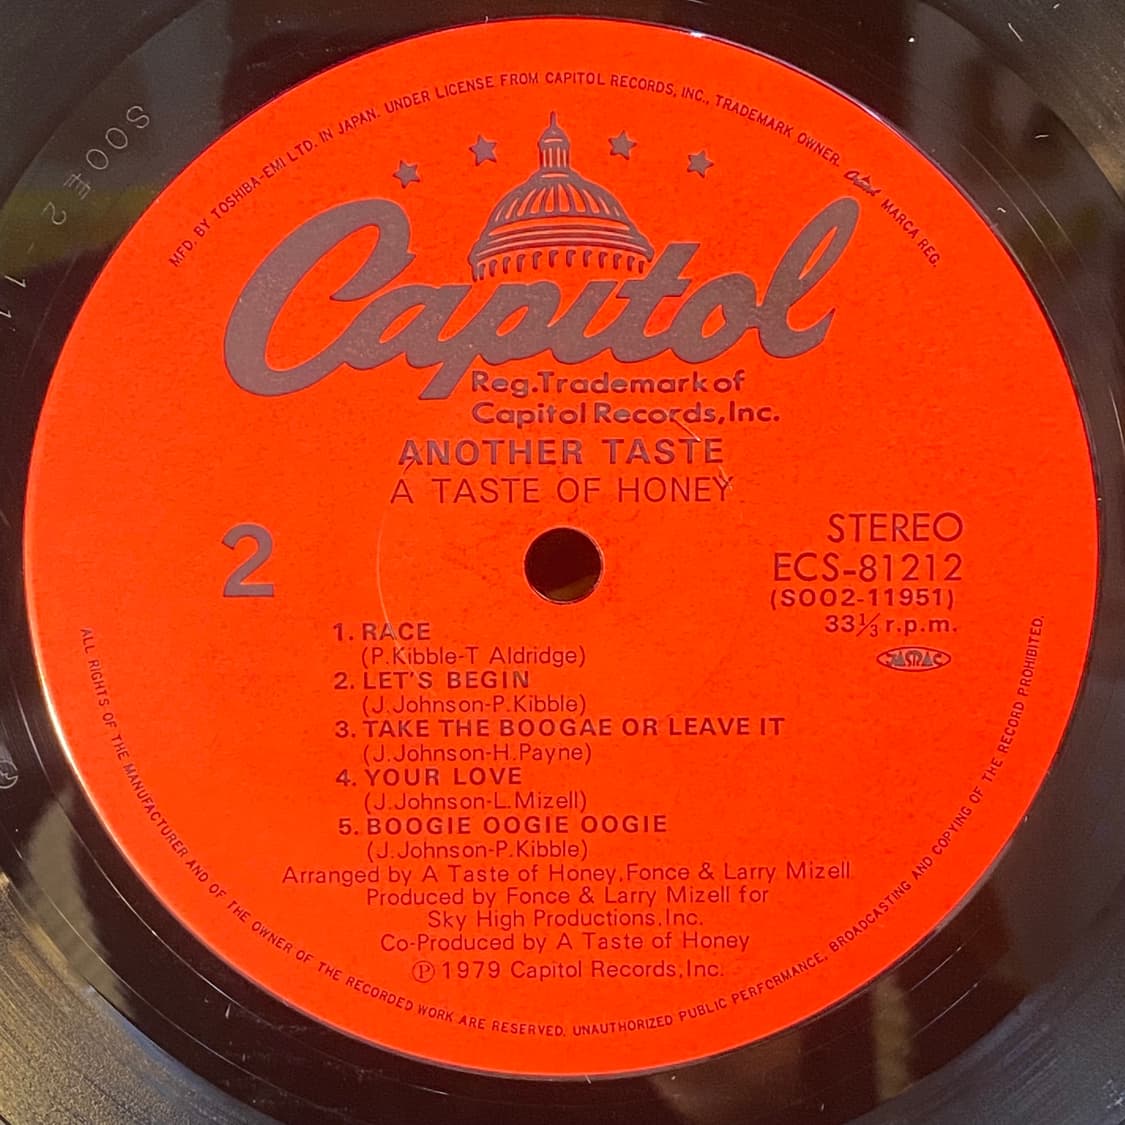 MFD. BY TOSHIBA-EMI LTD. IN JAPAN. UNDER LICENSE FROM CAPITOL RECORDS, INC., TRADEMARK OWNER. Capitol MARCA REG.
Capitol
Reg.Trademark of
Capitol Records,Inc.
ANOTHER TASTE
A TASTE OF HONEY
2
STEREO
ECS-81212
(SOO2-11951)
33⅓ r.p.m.
JASRAC
1. RACE
(P.Kibble-T Aldridge)
2. LET'S BEGIN
(J.Johnson-P.Kibble)
3. TAKE THE BOOGAE OR LEAVE IT
(J.Johnson-H.Payne)
4. YOUR LOVE
(J.Johnson-L.Mizell)
5. BOOGIE OOGIE OOGIE
(J.Johnson-P.Kibble)
Arranged by A Taste of Honey,Fonce & Larry Mizell
Produced by Fonce & Larry Mizell for
Sky High Productions,Inc.
Co-Produced by A Taste of Honey
Ⓟ 1979 Capitol Records,Inc.
ALL RIGHTS OF THE MANUFACTURER AND OF THE OWNER OF THE RECORDED WORK ARE RESERVED. UNAUTHORIZED PUBLIC PERFORMANCE, BROADCASTING AND COPYING OF THE RECORD PROHIBITED.